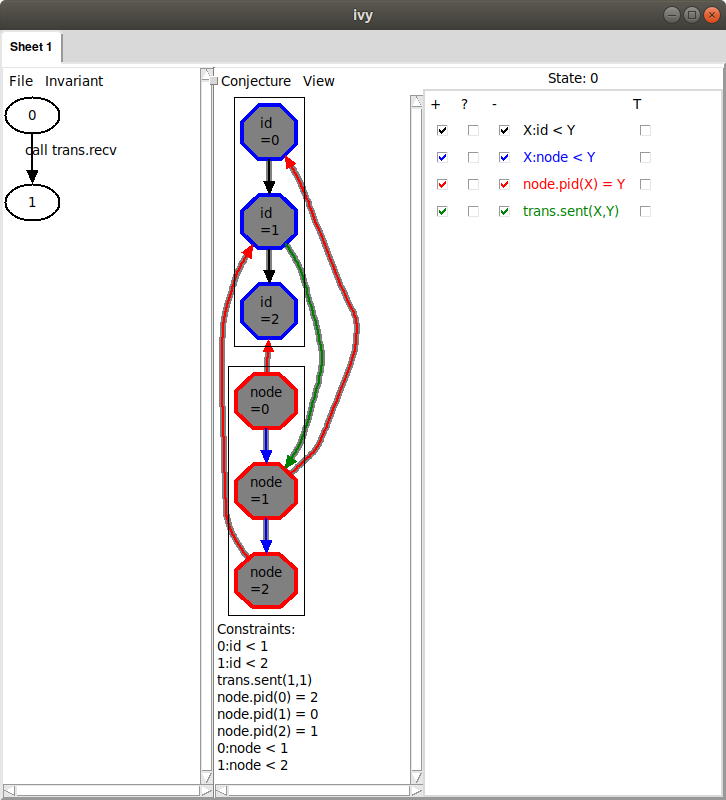 ivy
Sheet 1
File Invariant
0
call trans.recv
1
Conjecture View
id
=0
id
=1
id
=2
node
=0
node
=1
node
=2
Constraints:
0:id < 1
1:id < 2
trans.sent(1,1)
node.pid(0) = 2
node.pid(1) = 0
node.pid(2) = 1
0:node < 1
1:node < 2
State: 0
+ ? - T
X:id < Y
X:node < Y
node.pid(X) = Y
trans.sent(X,Y)